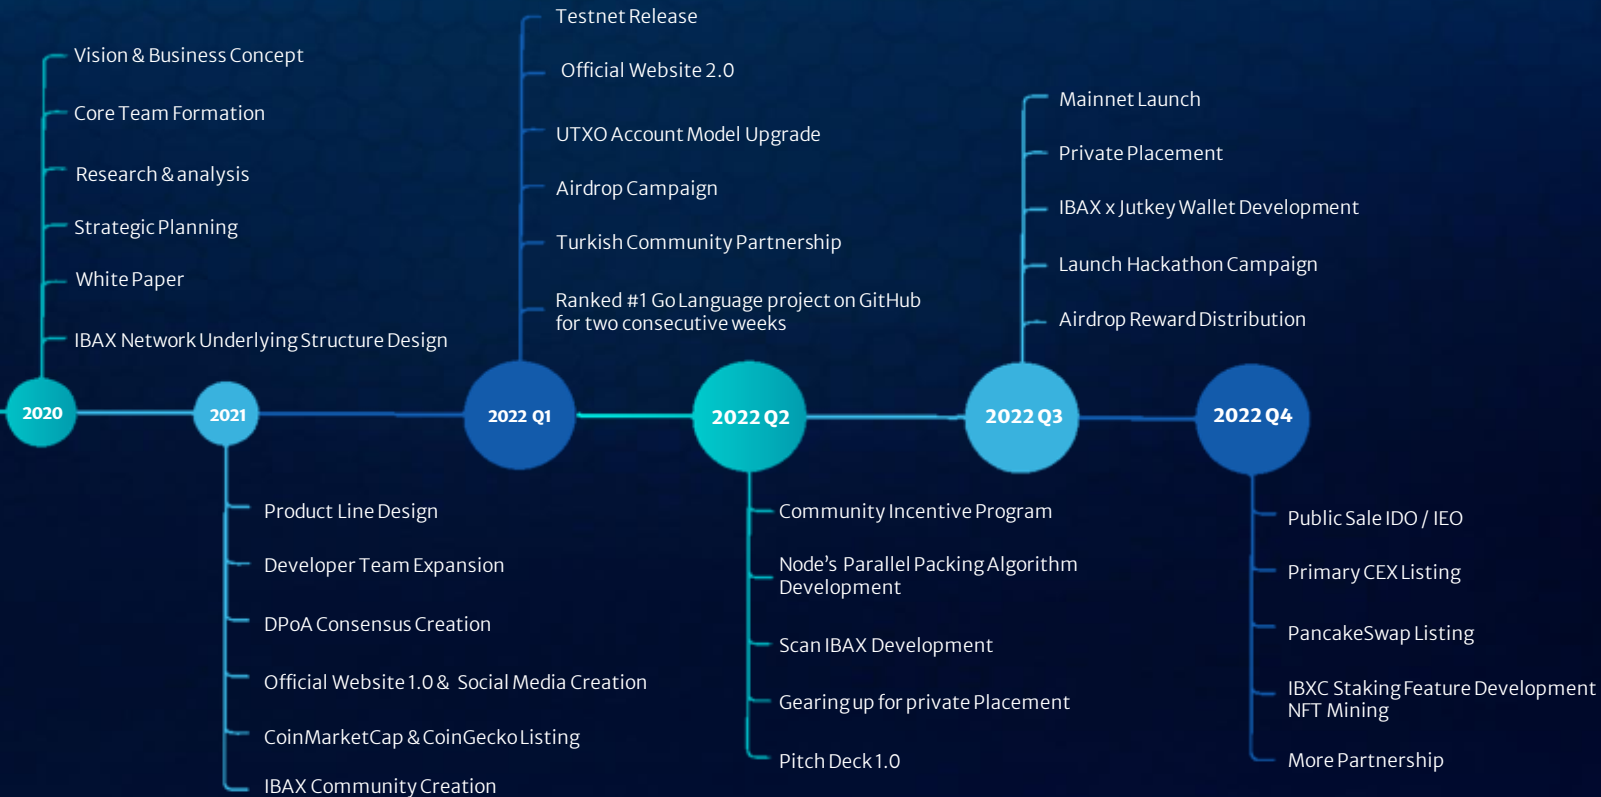 2020
Vision & Business Concept
Core Team Formation
Research & analysis
Strategic Planning
White Paper
IBAX Network Underlying Structure Design
2021
Product Line Design
Developer Team Expansion
DPoA Consensus Creation
Official Website 1.0 & Social Media Creation
CoinMarketCap & CoinGecko Listing
IBAX Community Creation
2022 Q1
Testnet Release
Official Website 2.0
UTXO Account Model Upgrade
Airdrop Campaign
Turkish Community Partnership
Ranked #1 Go Language project on GitHub
for two consecutive weeks
2022 Q2
Community Incentive Program
Node’s Parallel Packing Algorithm
Development
Scan IBAX Development
Gearing up for private Placement
Pitch Deck 1.0
2022 Q3
Mainnet Launch
Private Placement
IBAX x Jutkey Wallet Development
Launch Hackathon Campaign
Airdrop Reward Distribution
2022 Q4
Public Sale IDO / IEO
Primary CEX Listing
PancakeSwap Listing
IBXC Staking Feature Development
NFT Mining
More Partnership